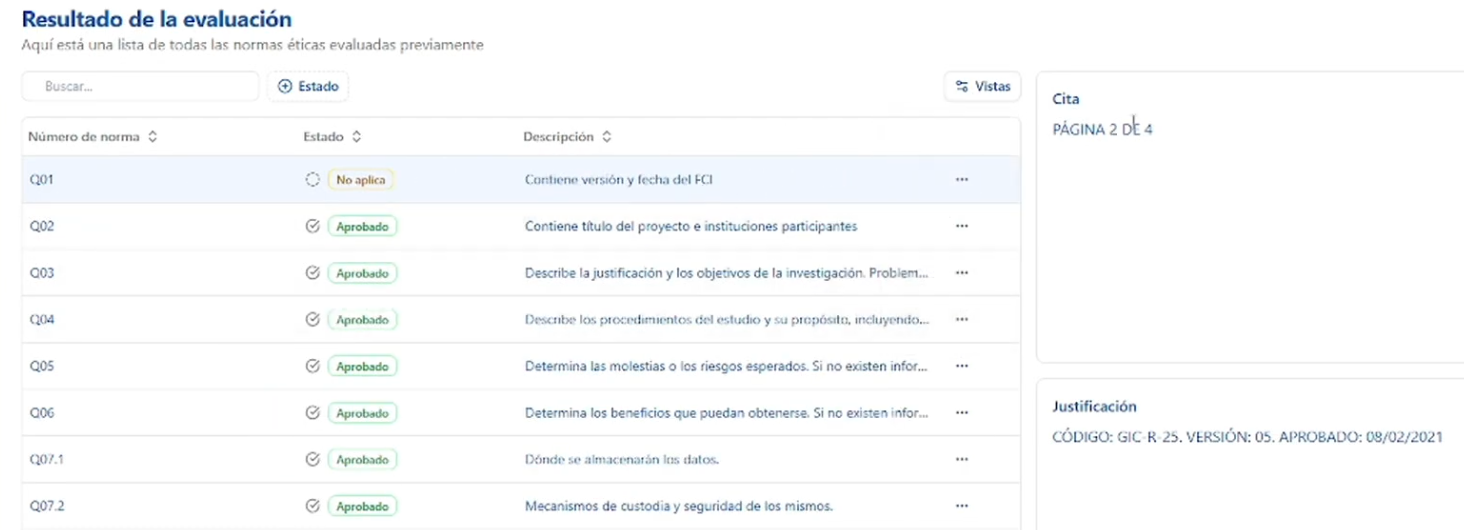 Resultado de la evaluación
Aquí está una lista de todas las normas éticas evaluadas previamente
Buscar...
Estado
Vistas
Número de norma Estado Descripción
Q01 No aplica Contiene versión y fecha del FCI ...
Q02 Aprobado Contiene título del proyecto e instituciones participantes ...
Q03 Aprobado Describe la justificación y los objetivos de la investigación. Problem... ...
Q04 Aprobado Describe los procedimientos del estudio y su propósito, incluyendo... ...
Q05 Aprobado Determina las molestias o los riesgos esperados. Si no existen infor... ...
Q06 Aprobado Determina los beneficios que puedan obtenerse. Si no existen infor... ...
Q07.1 Aprobado Dónde se almacenarán los datos. ...
Q07.2 Aprobado Mecanismos de custodia y seguridad de los mismos. ...
Cita
PÁGINA 2 DE 4
Justificación
CÓDIGO: GIC-R-25. VERSIÓN: 05. APROBADO: 08/02/2021